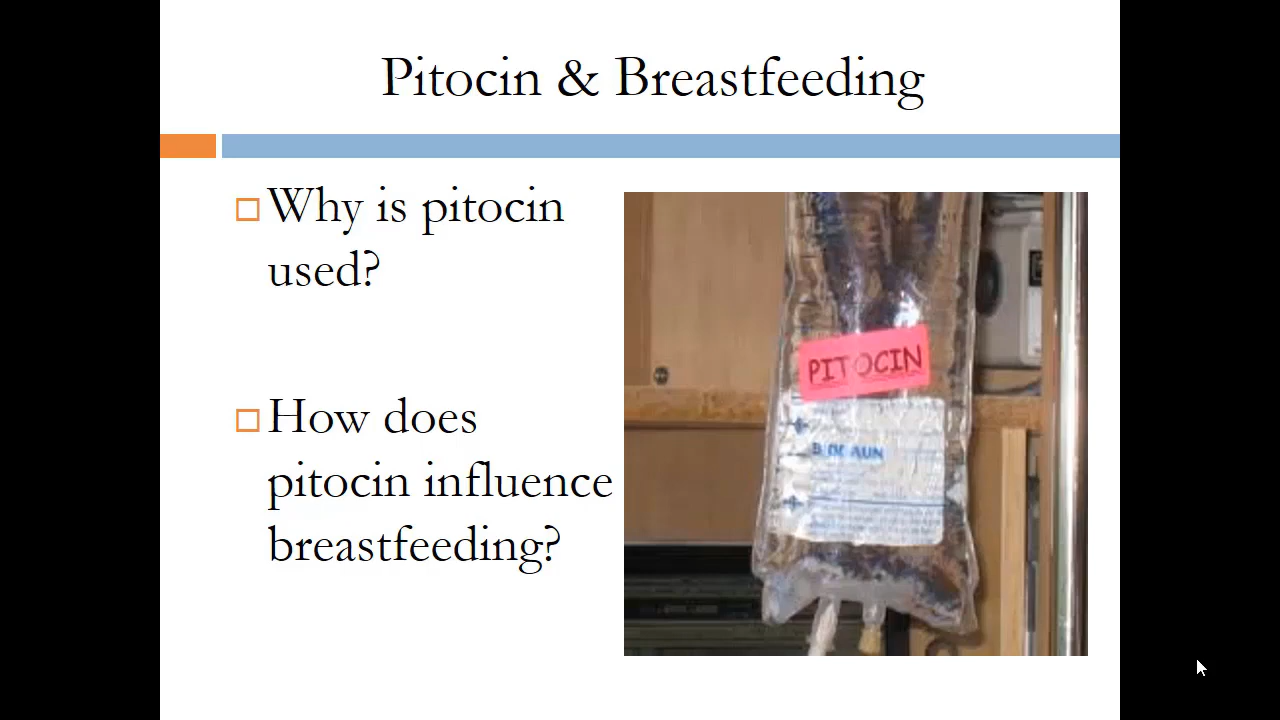 Pitocin & Breastfeeding
Why is pitocin
used?
How does
pitocin influence
breastfeeding?
PITOCIN